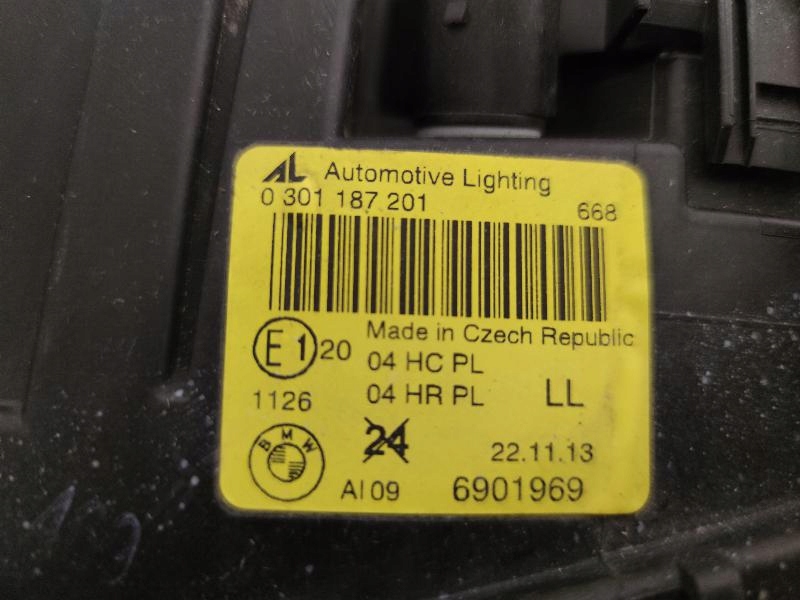 AL Automotive Lighting
0 301 187 201 668
Made in Czech Republic
E1 20 04 HC PL
1126 04 HR PL LL
BMW 24 22.11.13
AI 09 6901969